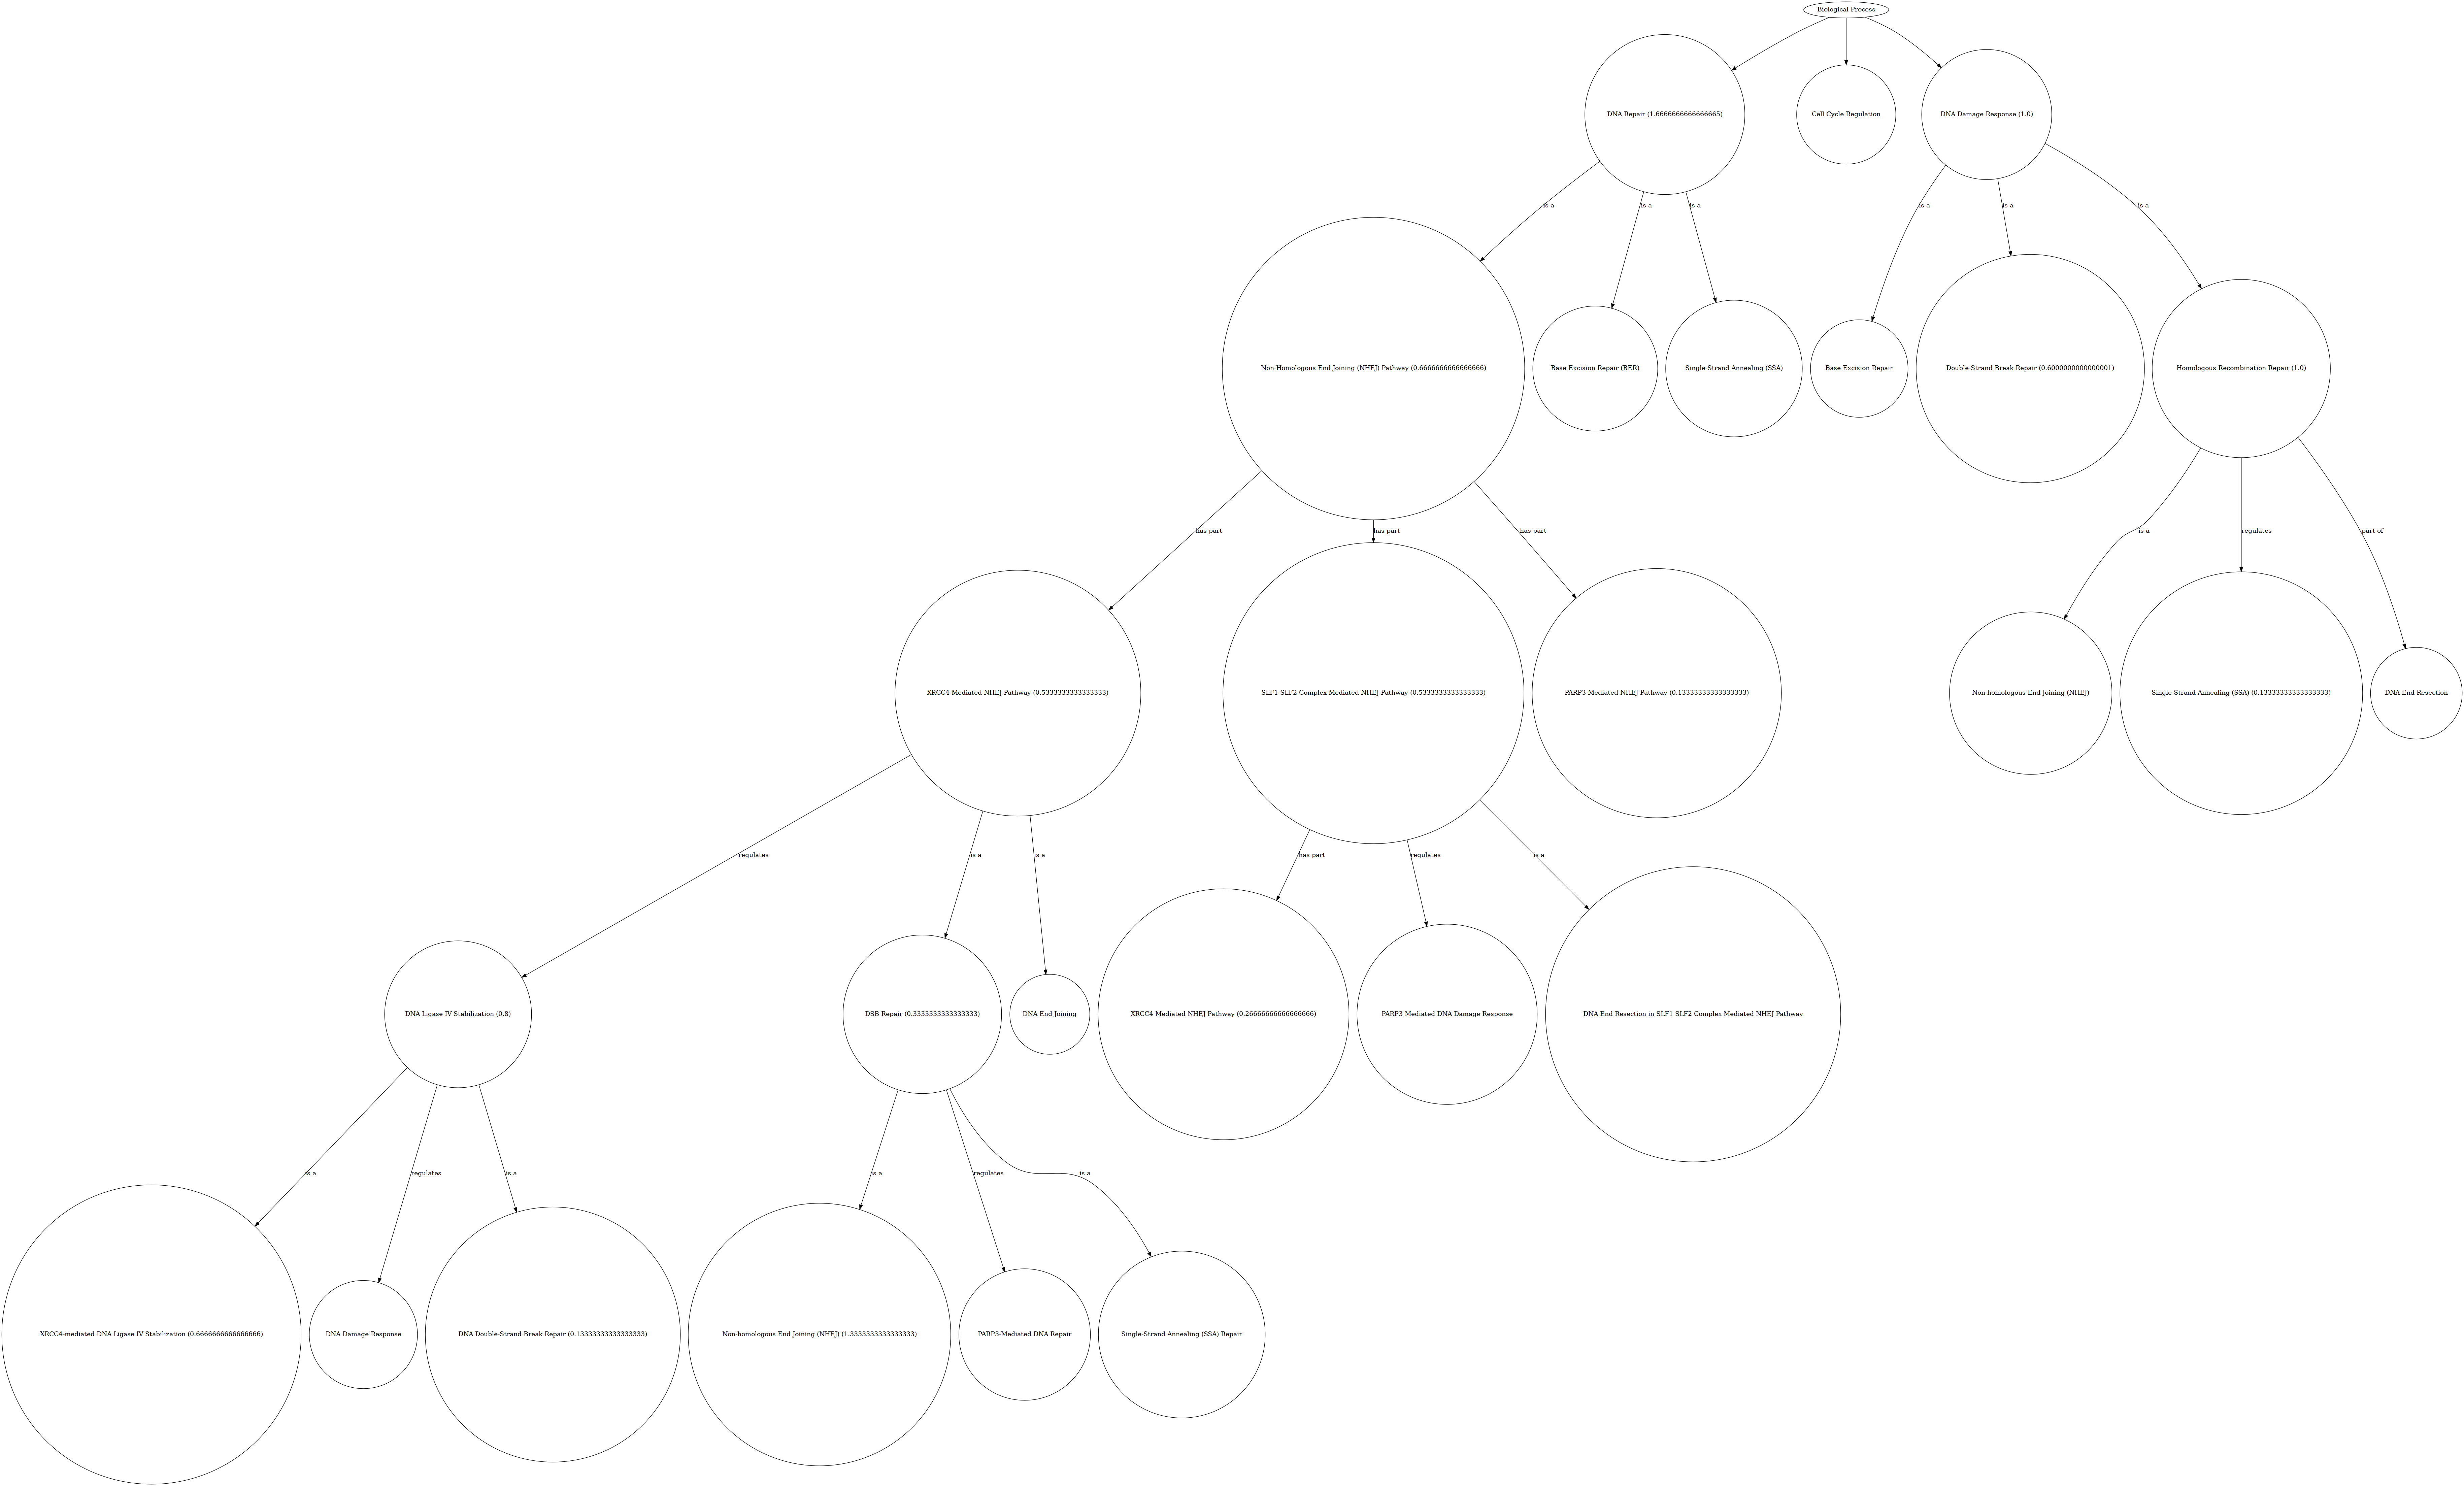 Biological Process
DNA Repair (1.6666666666666665)
Cell Cycle Regulation
DNA Damage Response (1.0)
is a
is a
is a
is a
is a
is a
Non-Homologous End Joining (NHEJ) Pathway (0.6666666666666666)
Base Excision Repair (BER)
Single-Strand Annealing (SSA)
Base Excision Repair
Double-Strand Break Repair (0.6000000000000001)
Homologous Recombination Repair (1.0)
has part
has part
has part
is a
regulates
part of
XRCC4-Mediated NHEJ Pathway (0.5333333333333333)
SLF1-SLF2 Complex-Mediated NHEJ Pathway (0.5333333333333333)
PARP3-Mediated NHEJ Pathway (0.13333333333333333)
Non-homologous End Joining (NHEJ)
Single-Strand Annealing (SSA) (0.13333333333333333)
DNA End Resection
regulates
is a
is a
has part
regulates
is a
DNA Ligase IV Stabilization (0.8)
DSB Repair (0.3333333333333333)
DNA End Joining
XRCC4-Mediated NHEJ Pathway (0.26666666666666666)
PARP3-Mediated DNA Damage Response
DNA End Resection in SLF1-SLF2 Complex-Mediated NHEJ Pathway
is a
regulates
is a
is a
regulates
is a
XRCC4-mediated DNA Ligase IV Stabilization (0.6666666666666666)
DNA Damage Response
DNA Double-Strand Break Repair (0.13333333333333333)
Non-homologous End Joining (NHEJ) (1.3333333333333333)
PARP3-Mediated DNA Repair
Single-Strand Annealing (SSA) Repair